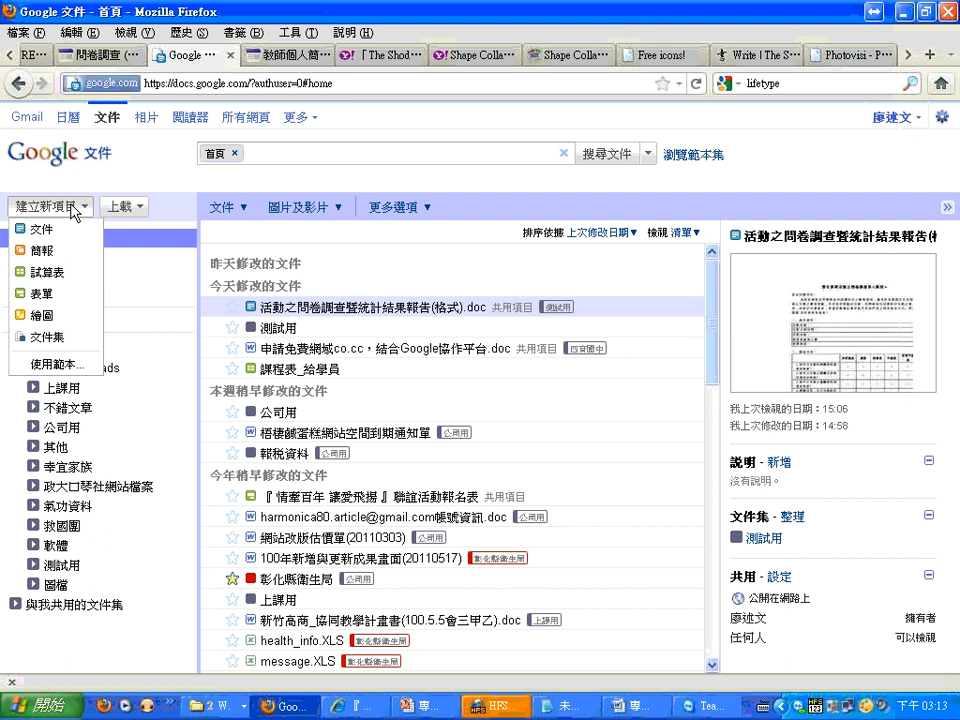 Google 文件 - 首頁 - Mozilla Firefox
檔案(F) 編輯(E) 檢視(V) 歷史(S) 書籤(B) 工具(T) 說明(H)
RE··· 問卷調查 (··· Google ··· × 教師個人簡··· 「The Shod··· Shape Colla··· Shape Colla··· Free icons! Write | The S··· Photovisi - P···
google.com https://docs.google.com/?authuser=0#home lifetype
Gmail 日曆 文件 相片 閱讀器 所有網頁 更多 廖達文
Google 文件 首頁 × 搜尋文件 瀏覽範本集
建立新項目 上載 文件 圖片及影片 更多選項
文件
簡報
試算表
表單
繪圖
文件集
使用範本...
ads
上課用
不錯文章
公司用
其他
幸宜家族
政大口琴社網站檔案
氣功資料
救國團
軟體
測試用
圖檔
與我共用的文件集
排序依據 上次修改日期 檢視 清單
昨天修改的文件
今天修改的文件
活動之問卷調查暨統計結果報告(格式).doc 共用項目 測試用
測試用
申請免費網域co.cc,結合Google協作平台.doc 共用項目 四育國中
課程表_給學員
本週稍早修改的文件
公司用
梧棲鹹蛋糕網站空間到期通知單 公司用
報税資料 公司用
今年稍早修改的文件
『 情牽百年 讓愛飛揚 』聯誼活動報名表 共用項目
harmonica80.article@gmail.com帳號資訊.doc 公司用
網站改版估價單(20110303) 公司用
100年新增與更新成果畫面(20110517) 彰化縣衛生局
彰化縣衛生局 公司用
上課用
新竹高商_協同教學計畫書(100.5.5會三甲乙).doc 上課用
health_info.XLS 彰化縣衛生局
message.XLS 彰化縣衛生局
活動之問卷調查暨統計結果報告(格
我上次檢視的日期:15:06
我上次修改的日期:14:58
說明 - 新增
沒有說明。
文件集 - 整理
測試用
共用 - 設定
公開在網路上
廖述文 擁有者
任何人 可以檢視
開始 2 W... Goo... 『... 專... HFS... 未... 專... Tea... HFS 123 下午 03:13